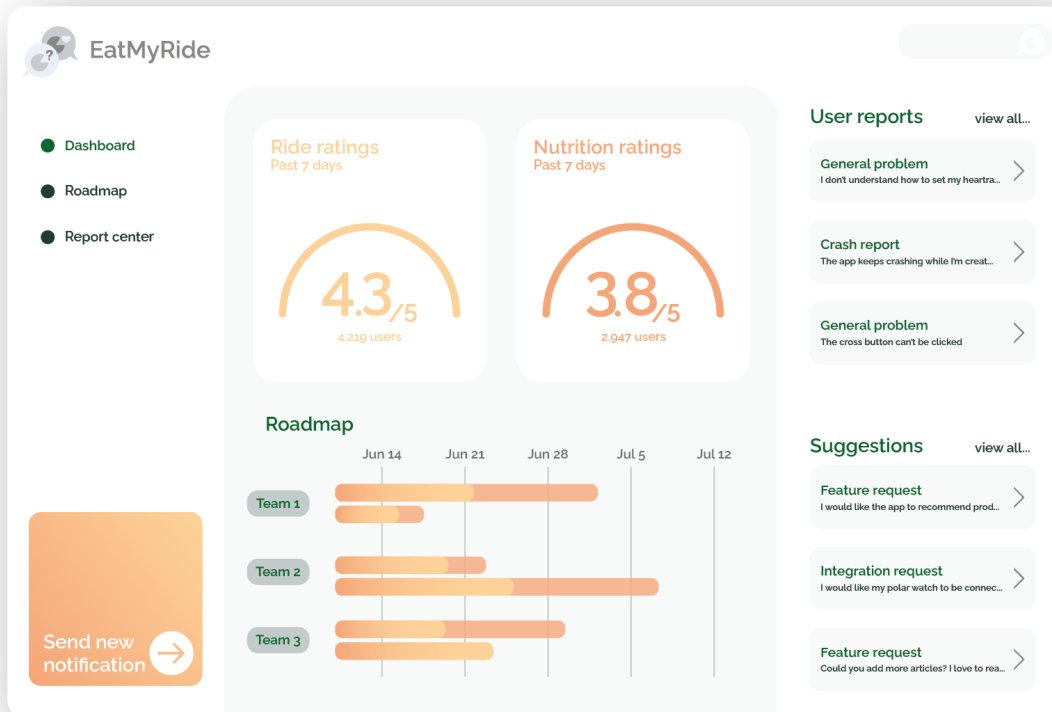 ?
EatMyRide
Dashboard
Roadmap
Report center
Send new
notification
Ride ratings
Past 7 days
4.3/5
4.219 users
Nutrition ratings
Past 7 days
3.8/5
2.947 users
Roadmap
Jun 14 Jun 21 Jun 28 Jul 5 Jul 12
Team 1
Team 2
Team 3
User reports view all...
General problem
I don't understand how to set my heartra...
Crash report
The app keeps crashing while I'm creat...
General problem
The cross button can't be clicked
Suggestions view all...
Feature request
I would like the app to recommend prod...
Integration request
I would like my polar watch to be connec...
Feature request
Could you add more articles? I love to rea...